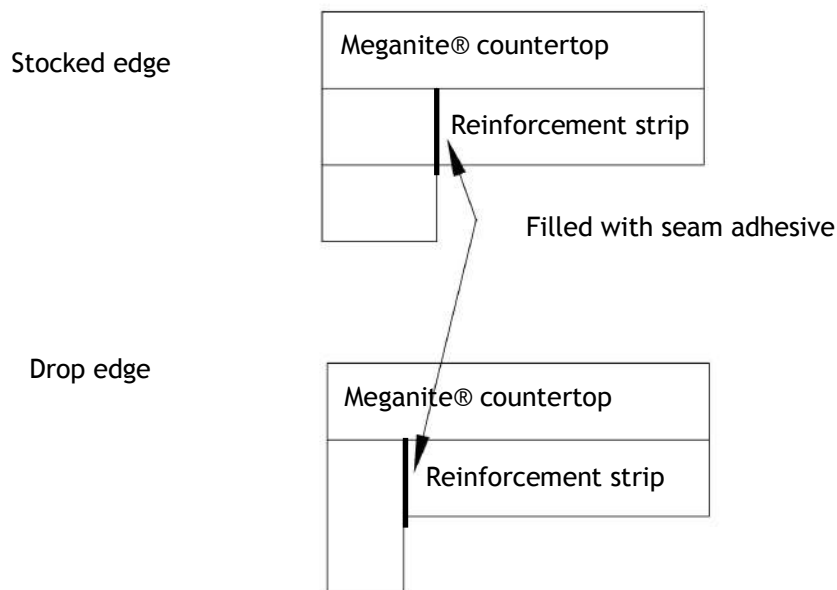 Stocked edge
Meganite® countertop
Reinforcement strip
Filled with seam adhesive
Drop edge
Meganite® countertop
Reinforcement strip